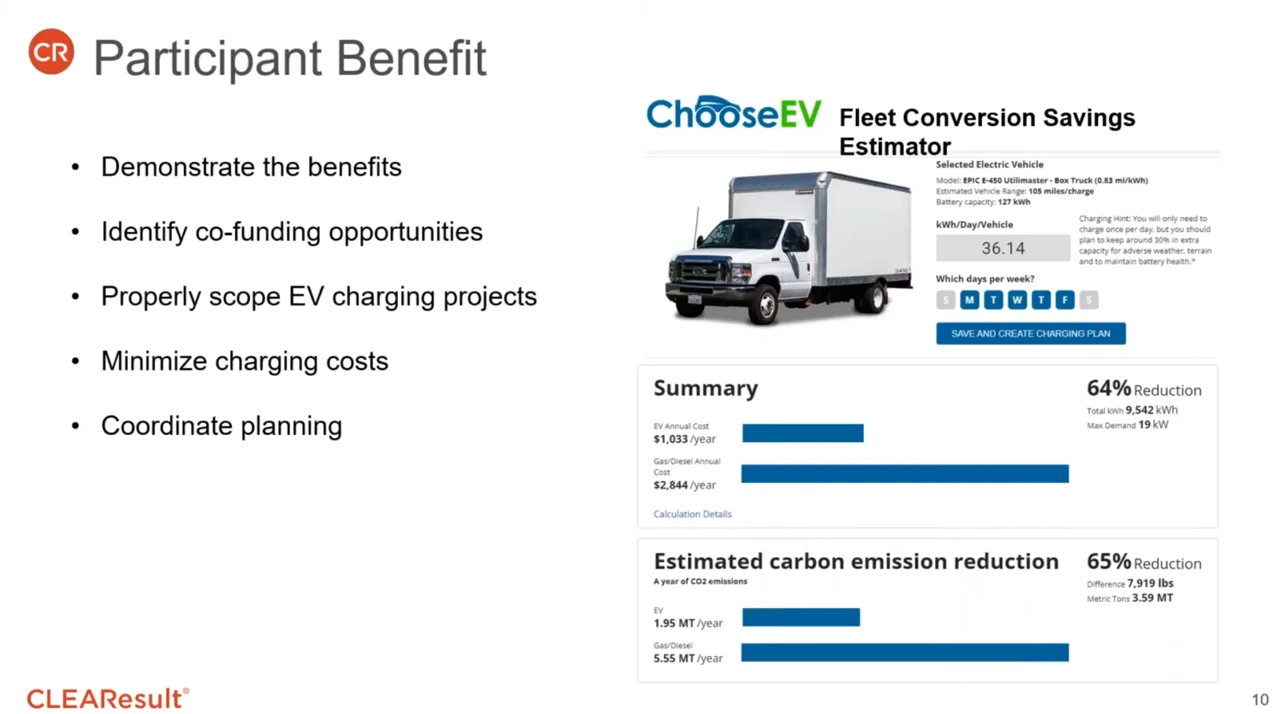 CR
Participant Benefit
• Demonstrate the benefits
• Identify co-funding opportunities
• Properly scope EV charging projects
• Minimize charging costs
• Coordinate planning
ChooseEV
Fleet Conversion Savings
Estimator
Selected Electric Vehicle
Model: EPIC E-450 Utilimaster - Box Truck (0.83 mi/kWh)
Estimated Vehicle Range: 105 miles/charge
Battery capacity: 127 kWh
kWh/Day/Vehicle
36.14
Charging Hint: You will only need to
charge once per day, but you should
plan to keep around 30% in extra
capacity for adverse weather, terrain
and to maintain battery health.*
Which days per week?
S M T W T F S
SAVE AND CREATE CHARGING PLAN
Summary
64% Reduction
Total kWh 9,542 kWh
Max Demand 19 kW
EV Annual Cost
$1,033 /year
Gas/Diesel Annual
Cost
$2,844 /year
Calculation Details
Estimated carbon emission reduction
A year of CO2 emissions
65% Reduction
Difference 7,919 lbs
Metric Tons 3.59 MT
EV
1.95 MT /year
Gas/Diesel
5.55 MT /year
CLEAResult®
10